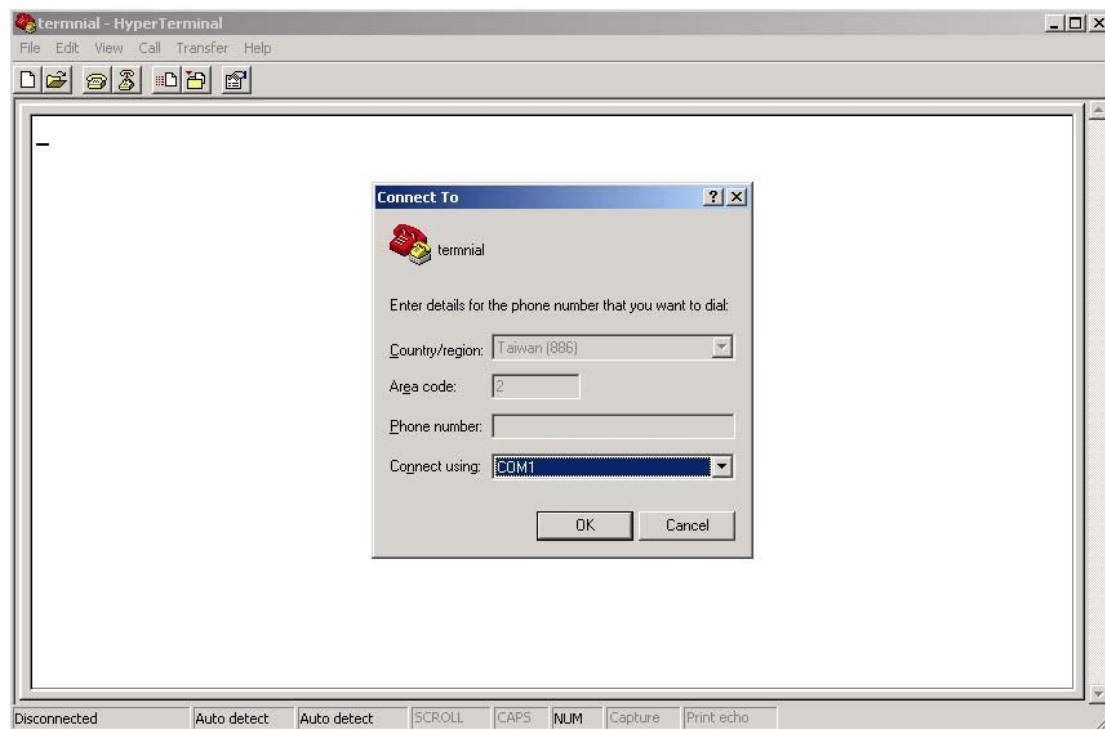 termnial - HyperTerminal
File Edit View Call Transfer Help
Connect To
termnial
Enter details for the phone number that you want to dial:
Country/region: Taiwan (886)
Area code: 2
Phone number:
Connect using: COM1
OK Cancel
Disconnected Auto detect Auto detect SCROLL CAPS NUM Capture Print echo